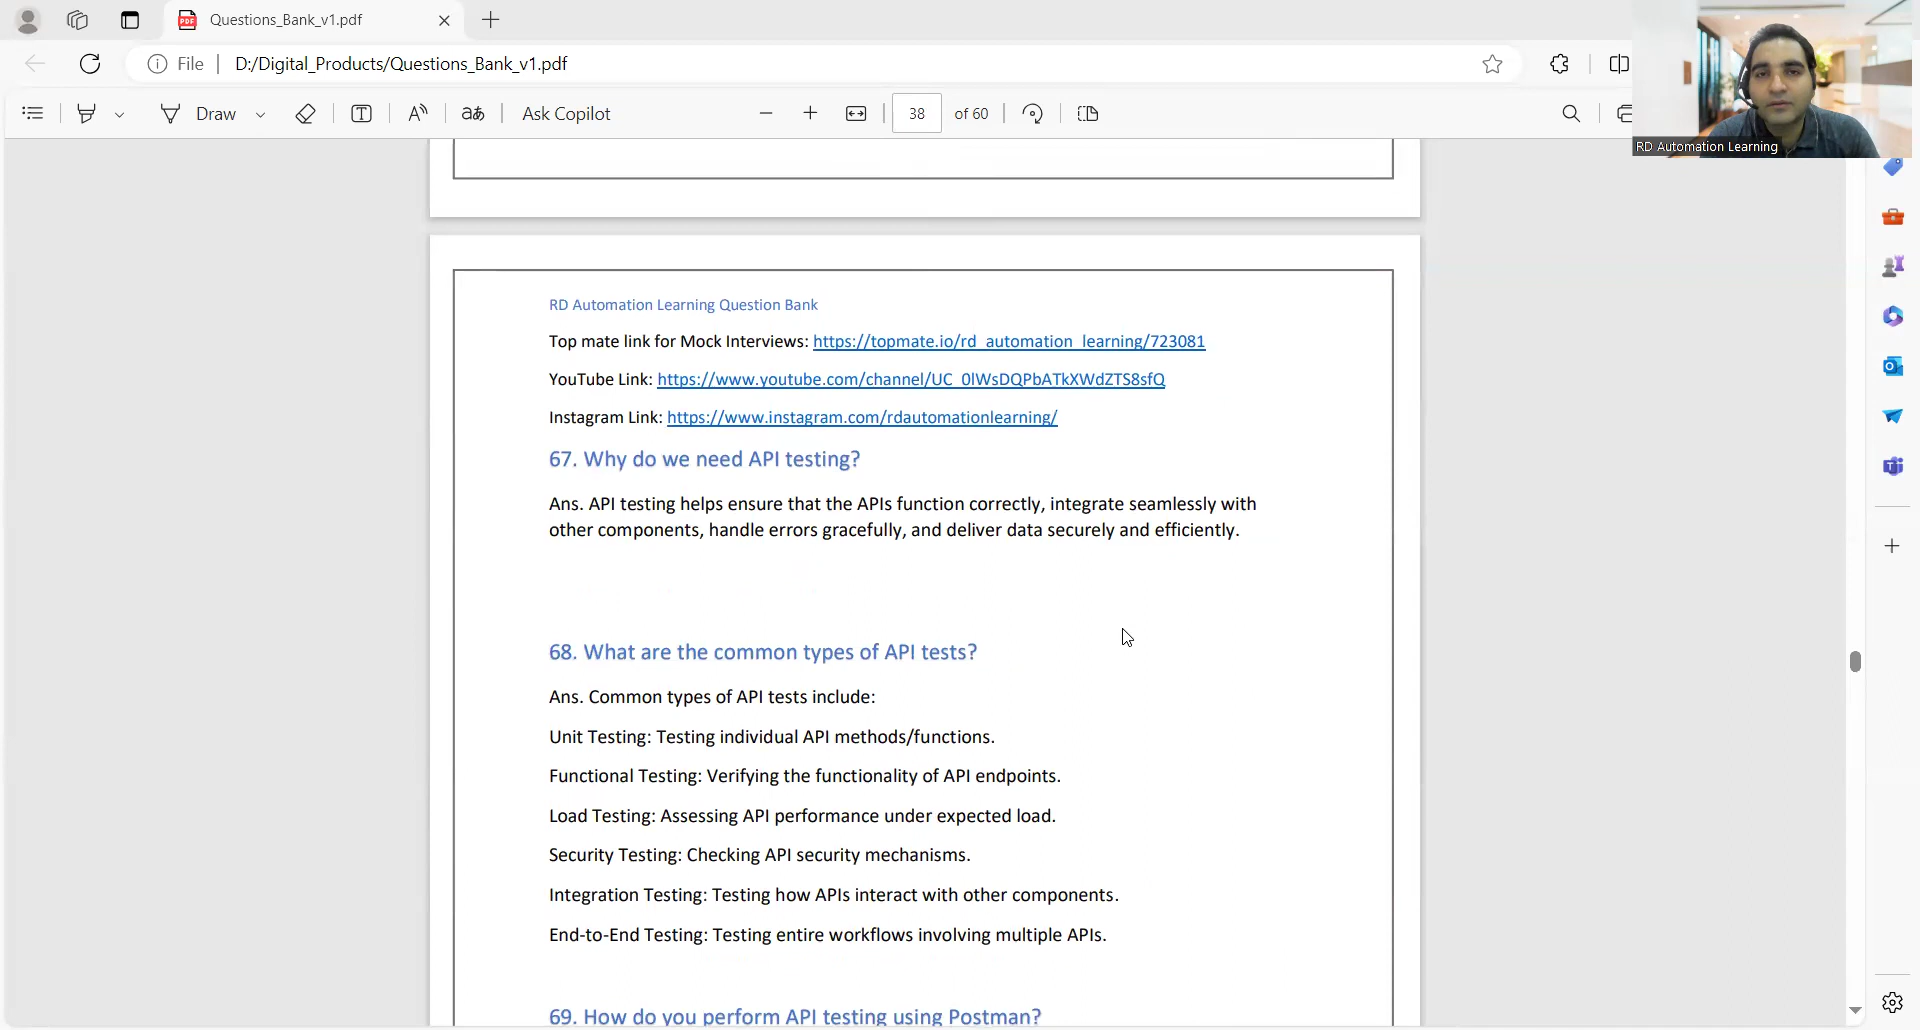 Questions_Bank_v1.pdf
File
D:/Digital_Products/Questions_Bank_v1.pdf
Draw
Ask Copilot
38 of 60
RD Automation Learning
RD Automation Learning Question Bank
Top mate link for Mock Interviews: https://topmate.io/rd_automation_learning/723081
YouTube Link: https://www.youtube.com/channel/UC_0lWsDQPbATkXWdZTS8sfQ
Instagram Link: https://www.instagram.com/rdautomationlearning/
67. Why do we need API testing?
Ans. API testing helps ensure that the APIs function correctly, integrate seamlessly with
other components, handle errors gracefully, and deliver data securely and efficiently.
68. What are the common types of API tests?
Ans. Common types of API tests include:
Unit Testing: Testing individual API methods/functions.
Functional Testing: Verifying the functionality of API endpoints.
Load Testing: Assessing API performance under expected load.
Security Testing: Checking API security mechanisms.
Integration Testing: Testing how APIs interact with other components.
End-to-End Testing: Testing entire workflows involving multiple APIs.
69. How do you perform API testing using Postman?